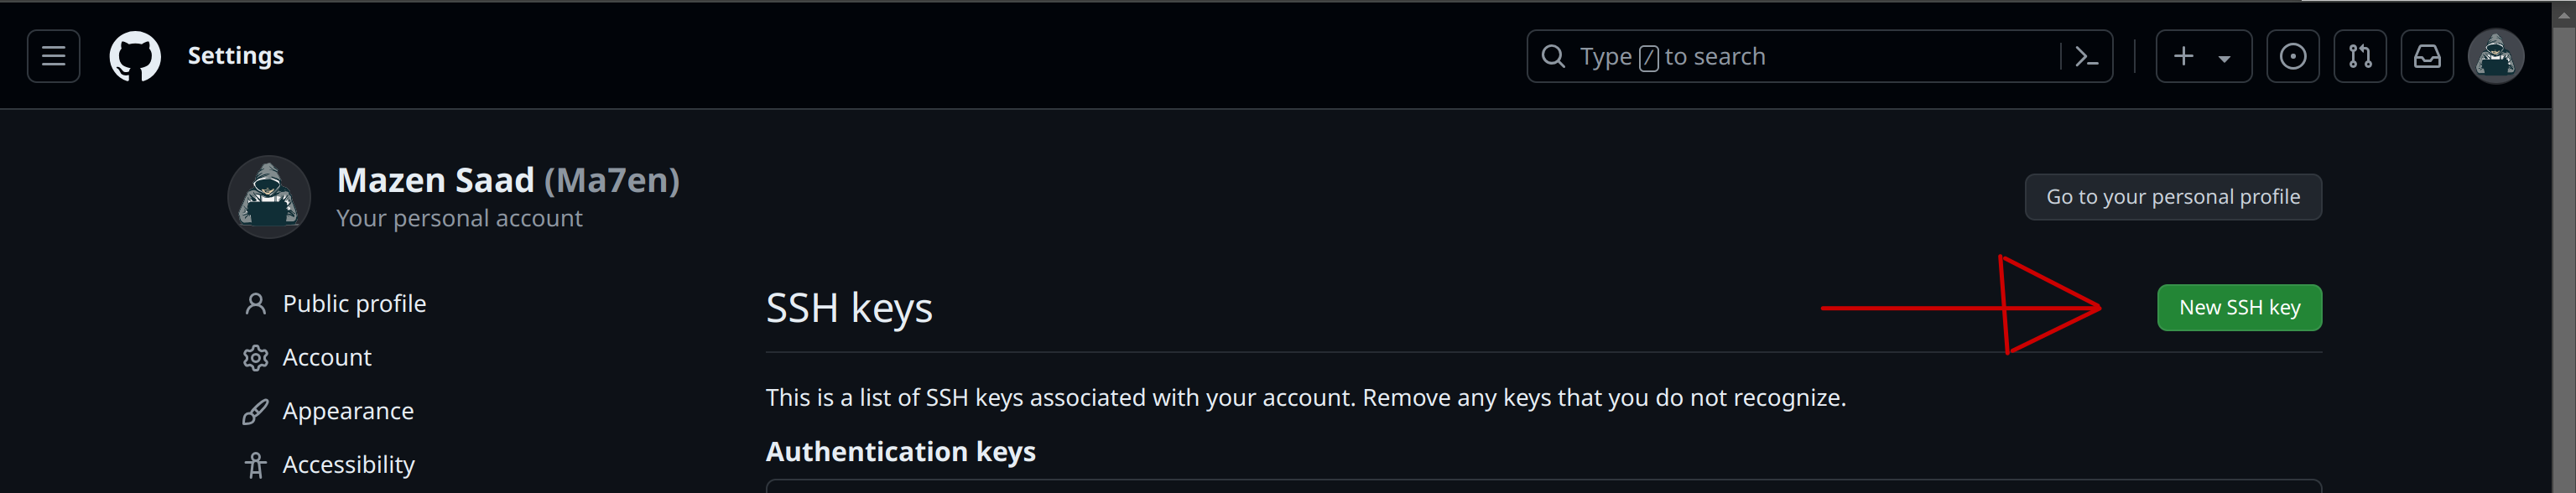 Settings
Type / to search
Mazen Saad (Ma7en)
Your personal account
Go to your personal profile
Public profile
Account
Appearance
Accessibility
SSH keys
New SSH key
This is a list of SSH keys associated with your account. Remove any keys that you do not recognize.
Authentication keys